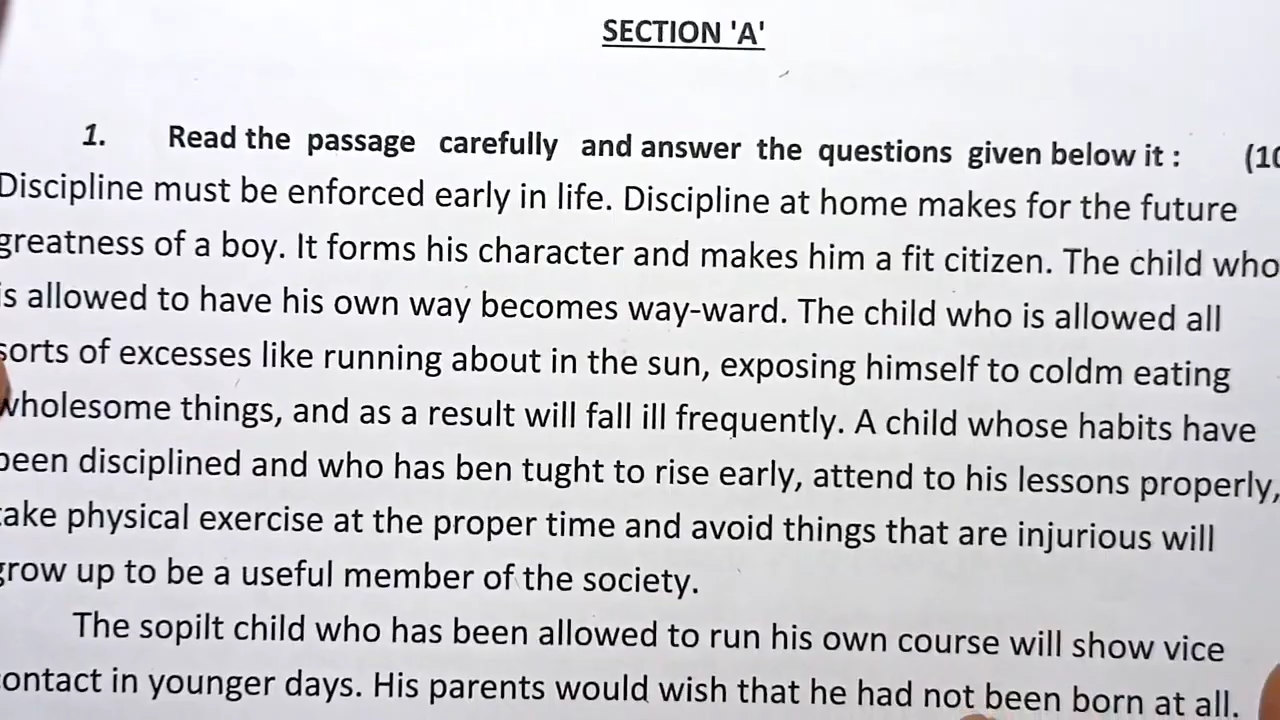 SECTION 'A'
1. Read the passage carefully and answer the questions given below it : (10
Discipline must be enforced early in life. Discipline at home makes for the future
greatness of a boy. It forms his character and makes him a fit citizen. The child who
is allowed to have his own way becomes way-ward. The child who is allowed all
sorts of excesses like running about in the sun, exposing himself to coldm eating
wholesome things, and as a result will fall ill frequently. A child whose habits have
been disciplined and who has ben tught to rise early, attend to his lessons properly,
take physical exercise at the proper time and avoid things that are injurious will
grow up to be a useful member of the society.
The sopilt child who has been allowed to run his own course will show vice
contact in younger days. His parents would wish that he had not been born at all.